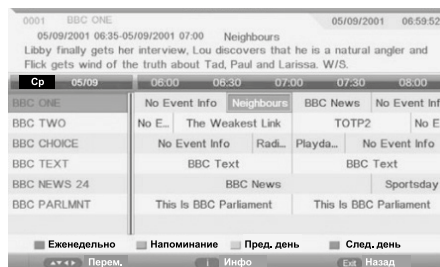 0001 BBC ONE 05/09/2001 06:59:52
05/09/2001 06:35-05/09/2001 07:00 Neighbours
Libby finally gets her interview, Lou discovers that he is a natural angler and
Flick gets wind of the truth about Tad, Paul and Larissa. W/S.
Ср 05/09 06:00 06:30 07:00 07:30 08:00
BBC ONE No Event Info Neighbours BBC News No Event Inf
BBC TWO No E... The Weakest Link TOTP2 No E
BBC CHOICE No Event Info Radi... Playda... No Event Info
BBC TEXT BBC Text BBC Text
BBC NEWS 24 BBC News Sportsday
BBC PARLMNT This Is BBC Parliament This Is BBC Parliament
Еженедельно Напоминание Пред. день След. день
Перем. i Инфо Exit Назад